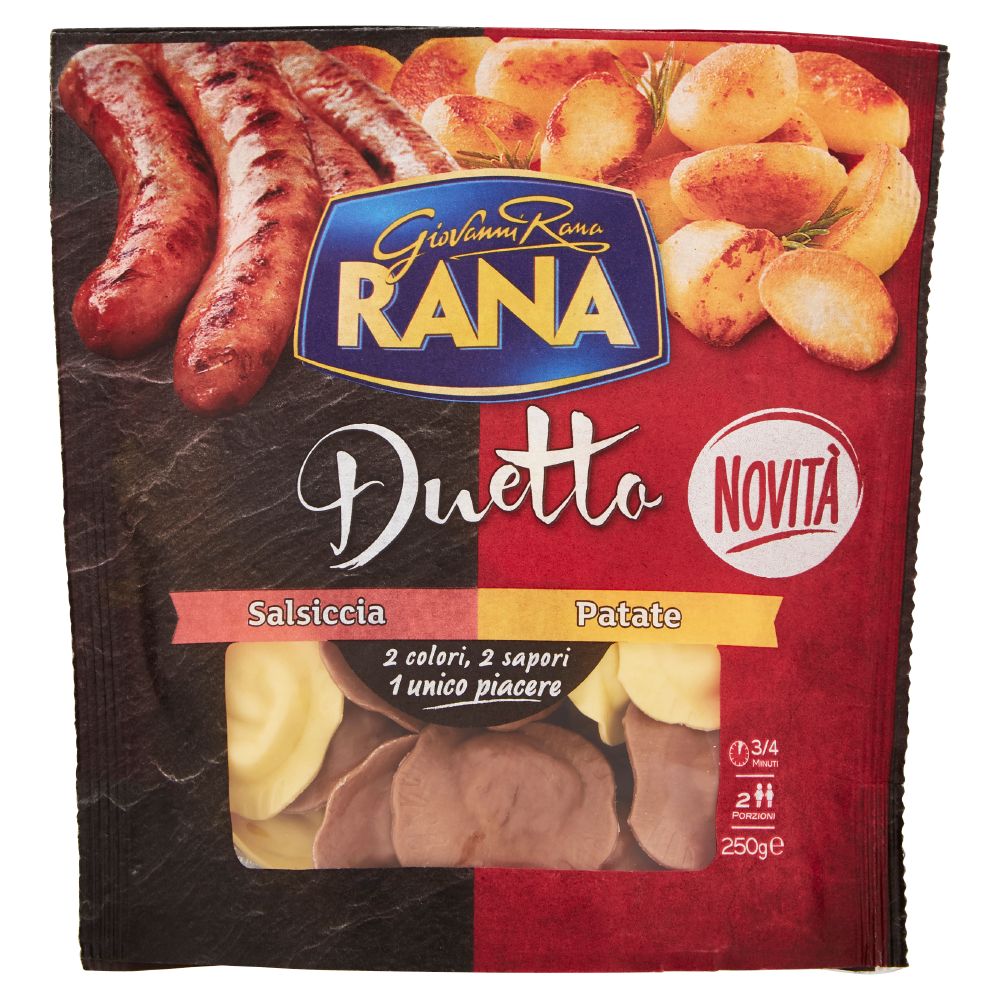 Giovanni Rana
RANA
Duetto
NOVITÀ
Salsiccia
Patate
2 colori, 2 sapori
1 unico piacere
3/4
MINUTI
2
PORZIONI
250g e